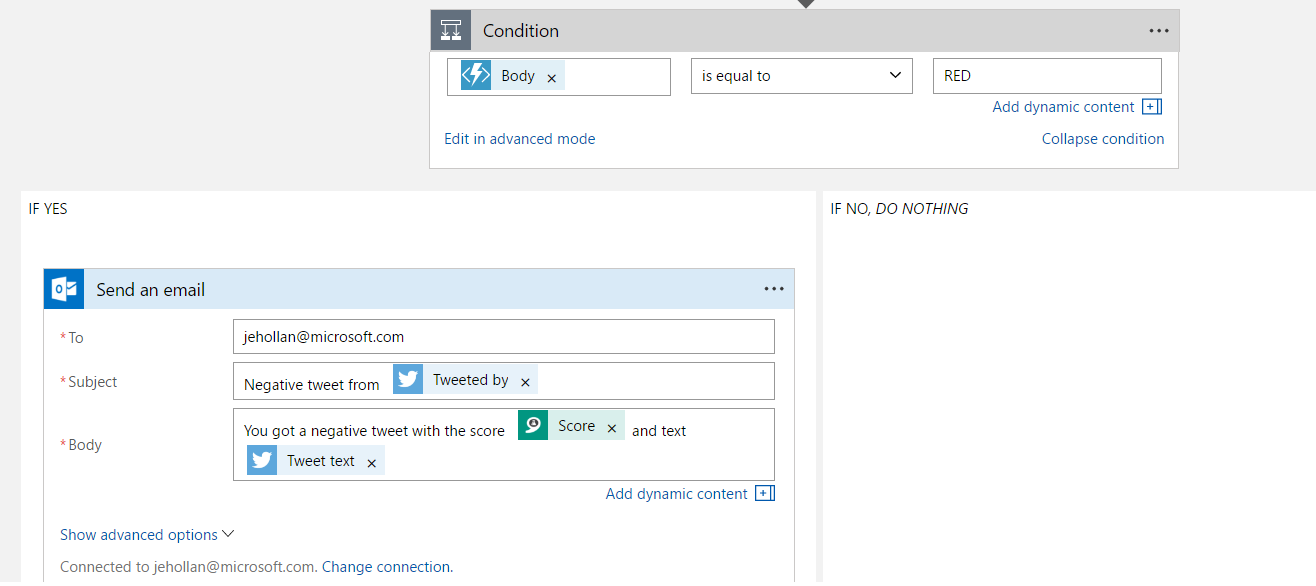 Condition
Body × is equal to RED
Add dynamic content
Edit in advanced mode Collapse condition
IF YES
IF NO, DO NOTHING
Send an email
*To jehollan@microsoft.com
*Subject Negative tweet from Tweeted by ×
*Body You got a negative tweet with the score Score × and text
Tweet text ×
Add dynamic content
Show advanced options
Connected to jehollan@microsoft.com. Change connection.